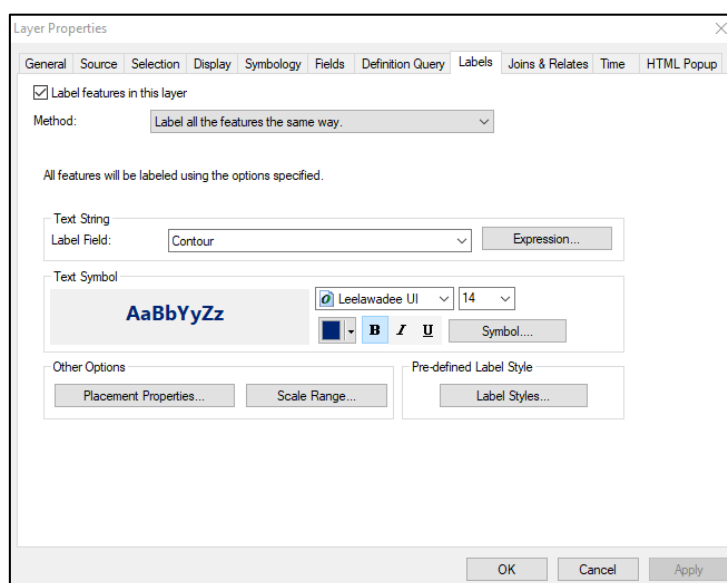 Layer Properties
General Source Selection Display Symbology Fields Definition Query Labels Joins & Relates Time HTML Popup
Label features in this layer
Method: Label all the features the same way.
All features will be labeled using the options specified.
Text String
Label Field: Contour Expression...
Text Symbol
AaBbYyZz
O Leelawadee UI 14
B I U Symbol....
Other Options Pre-defined Label Style
Placement Properties... Scale Range... Label Styles...
OK Cancel Apply